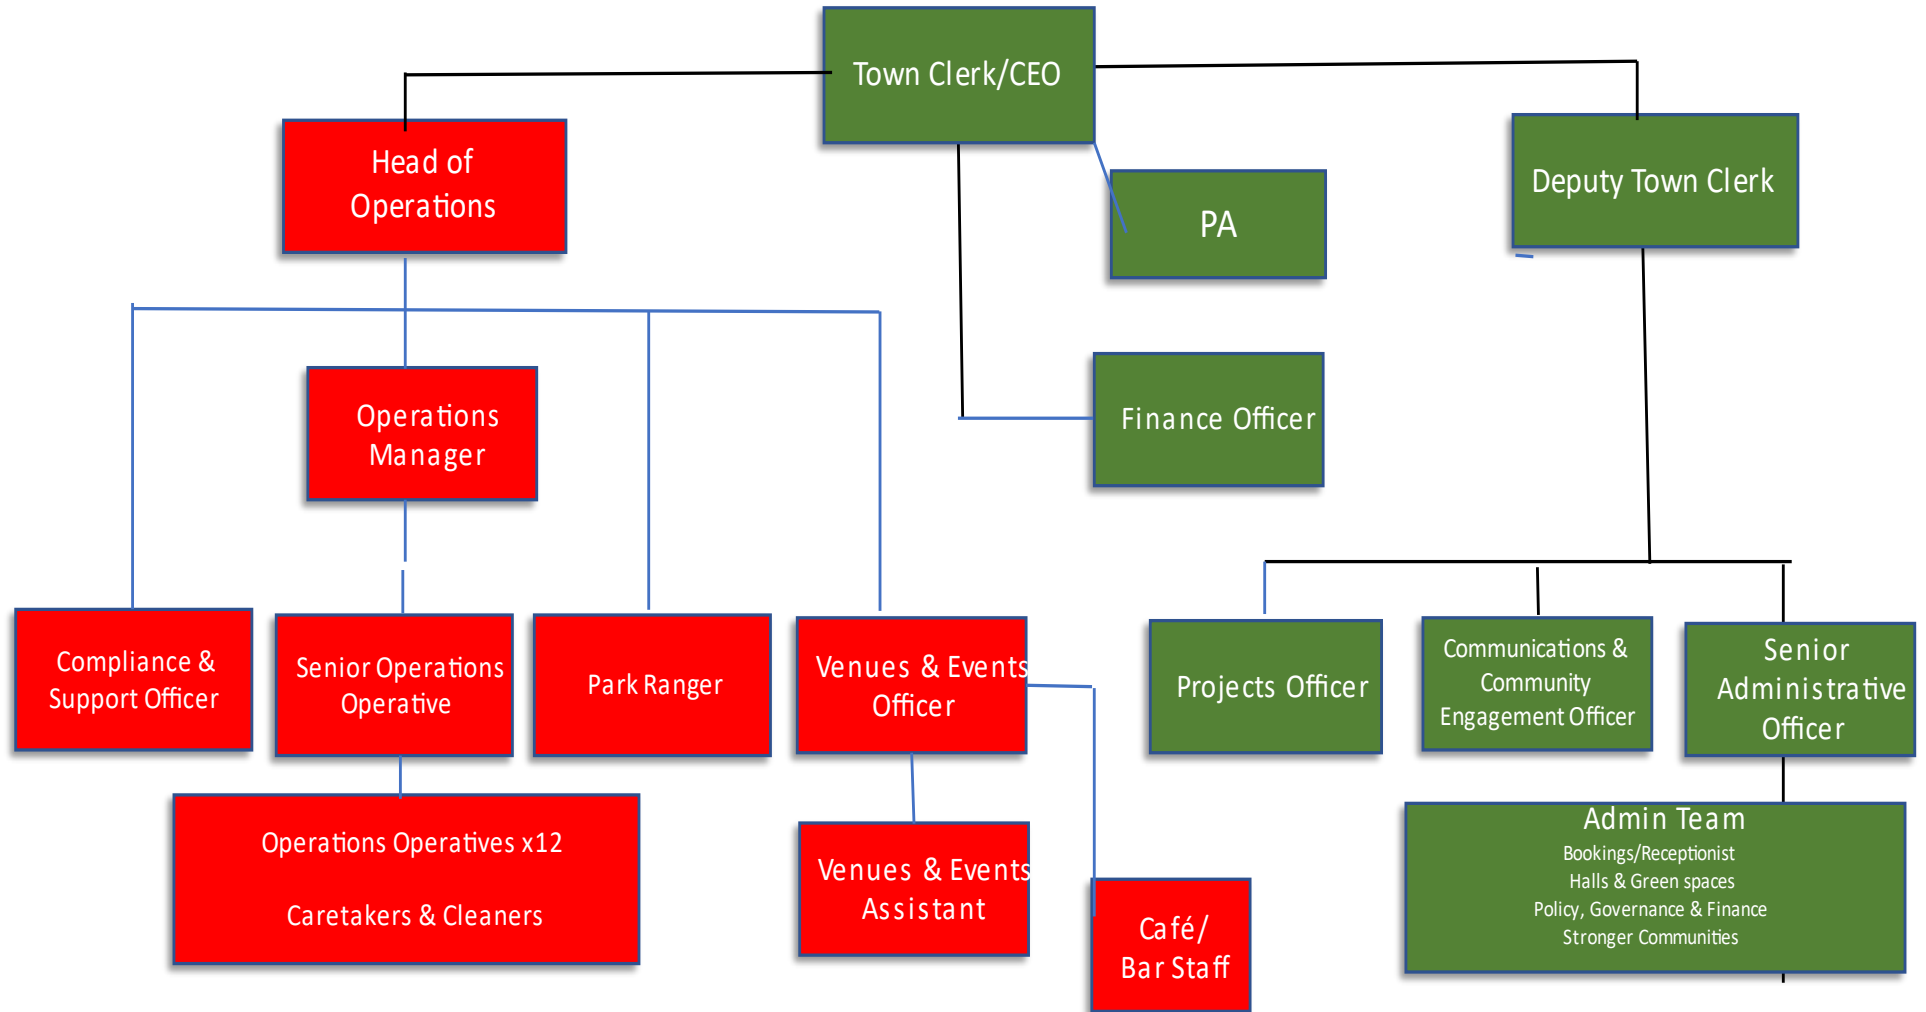 Town Clerk/CEO
Head of
Operations
PA
Deputy Town Clerk
Operations
Manager
Finance Officer
Compliance &
Support Officer
Senior Operations
Operative
Park Ranger
Venues & Events
Officer
Projects Officer
Communications &
Community
Engagement Officer
Senior
Administrative
Officer
Operations Operatives x12
Caretakers & Cleaners
Venues & Events
Assistant
Café/
Bar Staff
Admin Team
Bookings/Receptionist
Halls & Green spaces
Policy, Governance & Finance
Stronger Communities